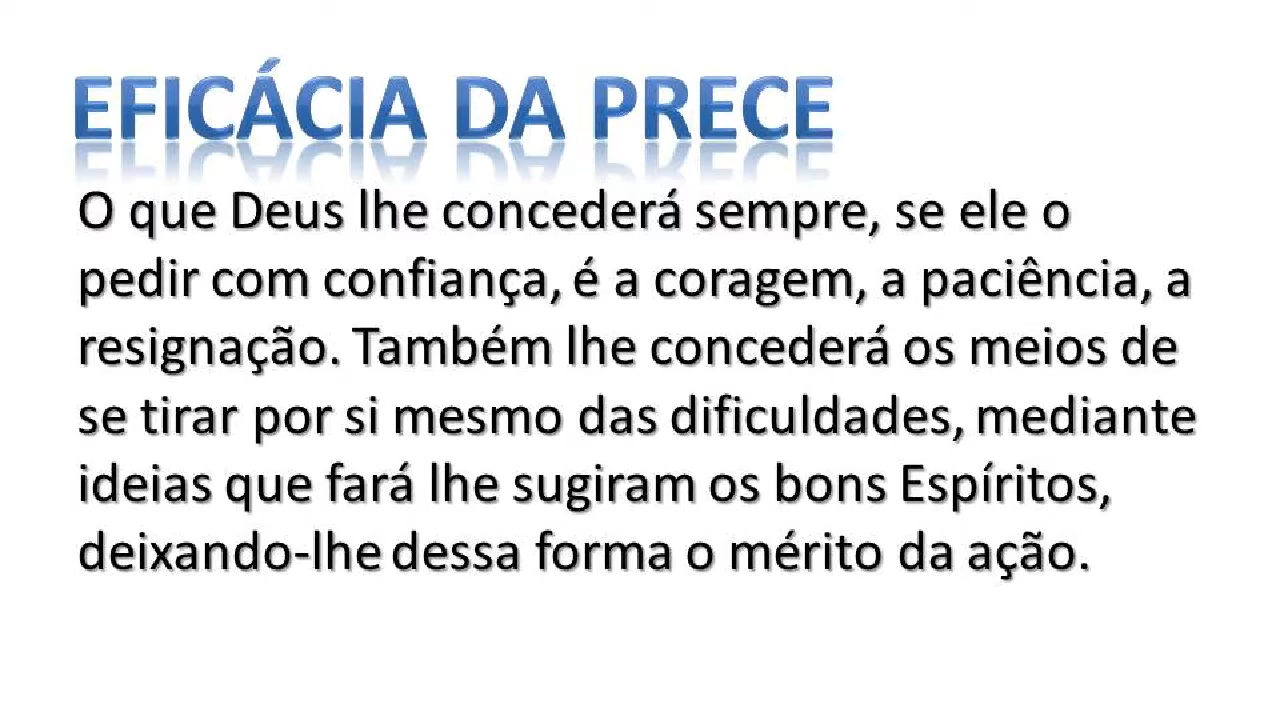 EFICÁCIA DA PRECE
O que Deus lhe concederá sempre, se ele o
pedir com confiança, é a coragem, a paciência, a
resignação. Também lhe concederá os meios de
se tirar por si mesmo das dificuldades, mediante
ideias que fará lhe sugiram os bons Espíritos,
deixando-lhe dessa forma o mérito da ação.